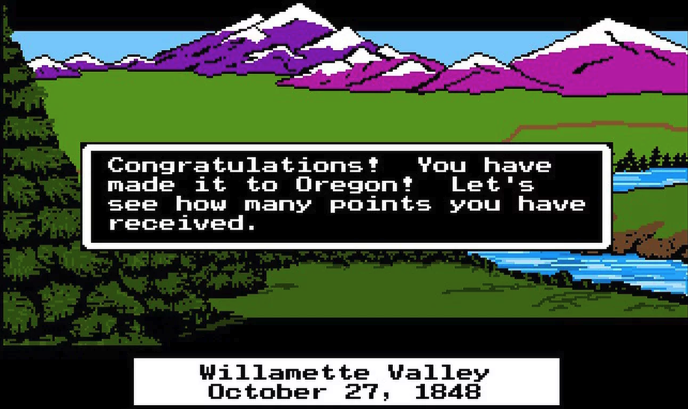 Congratulations!  You have
made it to Oregon!  Let's
see how many points you have
received.
Willamette Valley
October 27, 1848